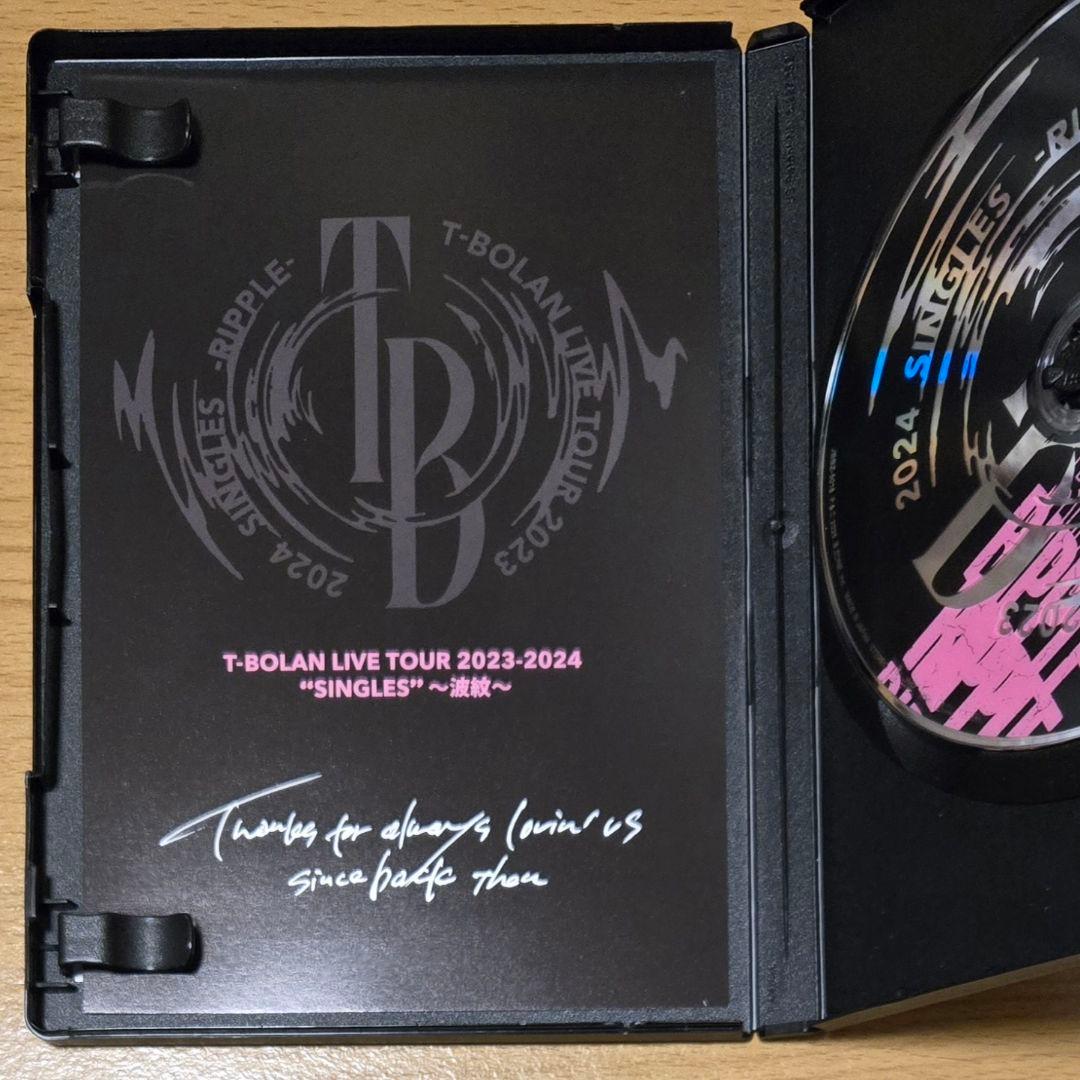 T-BOLAN LIVE TOUR 2023
2024 SINGLES -RIPPLE-
TB
T-BOLAN LIVE TOUR 2023-2024
“SINGLES” ～波紋～
Thanks for always lovin' us
since back then
2024 SINGLES -RI
2023